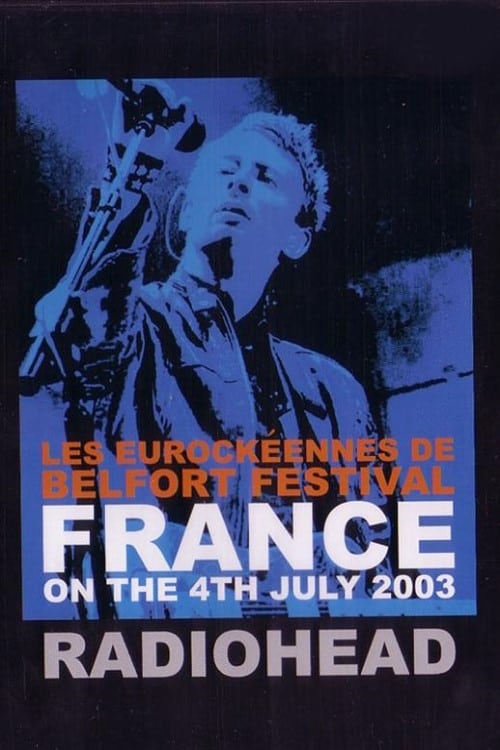 LES EUROCKÉENNES DE
BELFORT FESTIVAL
FRANCE
ON THE 4TH JULY 2003
RADIOHEAD